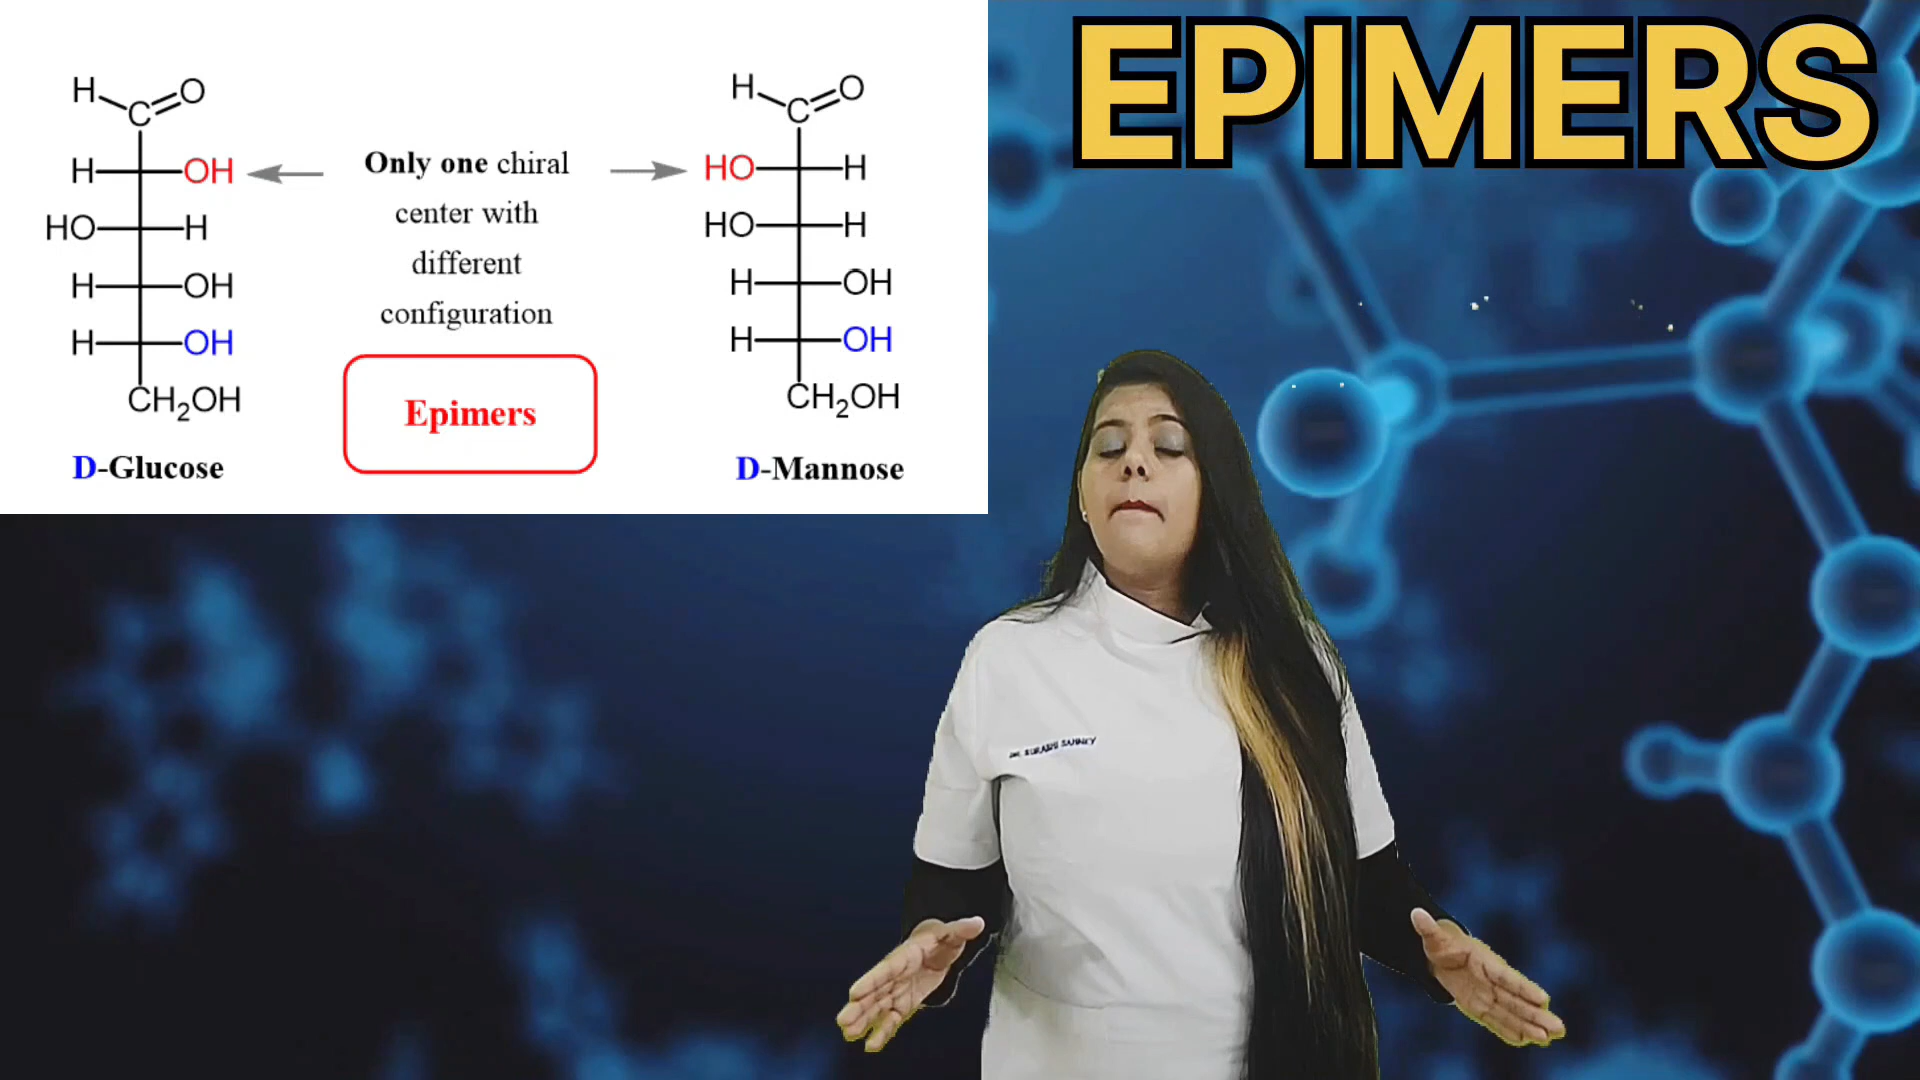 EPIMERS
H C O
H OH
HO H
H OH
H OH
CH2OH
D-Glucose
Only one chiral
center with
different
configuration
Epimers
H C O
HO H
HO H
H OH
H OH
CH2OH
D-Mannose